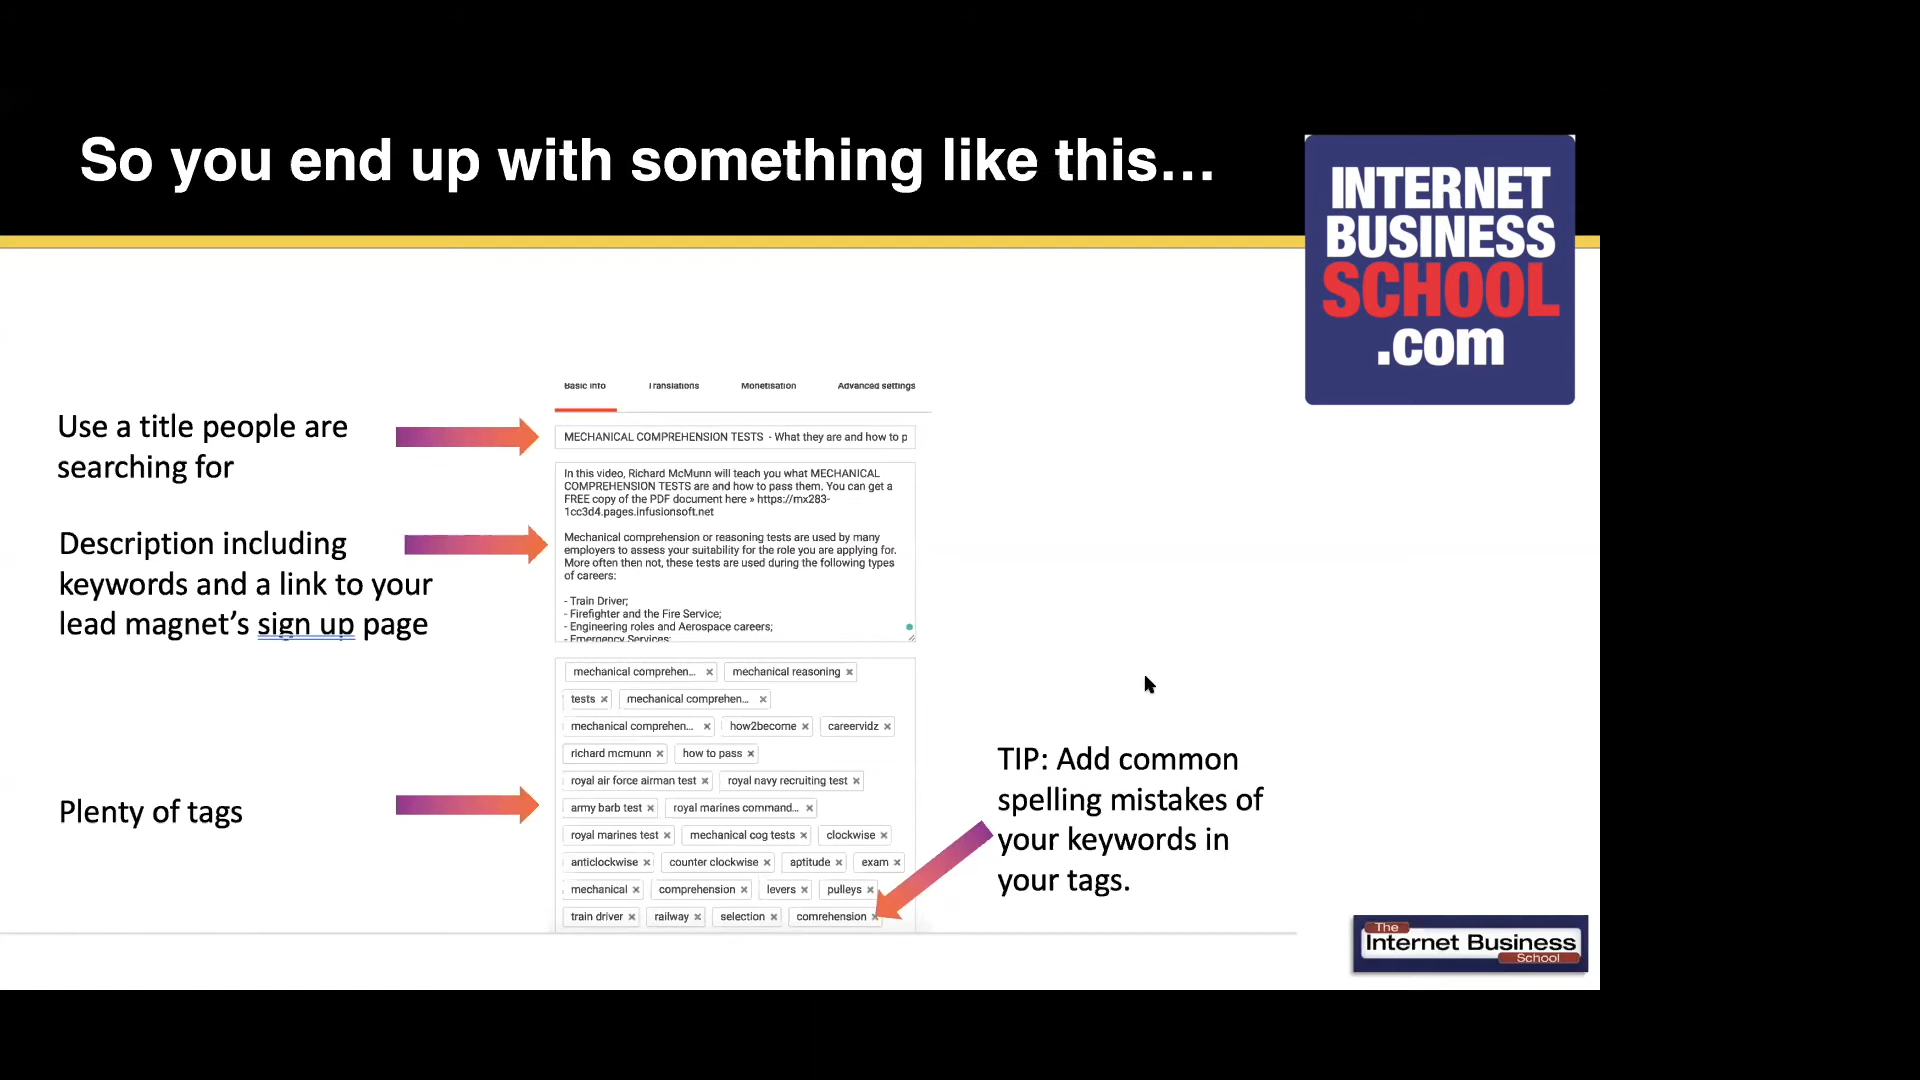 So you end up with something like this...
INTERNET
BUSINESS
SCHOOL
.com
Basic info Translations Monetisation Advanced settings
Use a title people are
searching for
MECHANICAL COMPREHENSION TESTS - What they are and how to p
Description including
keywords and a link to your
lead magnet’s sign up page
In this video, Richard McMunn will teach you what MECHANICAL
COMPREHENSION TESTS are and how to pass them. You can get a
FREE copy of the PDF document here » https://mx283-
1cc3d4.pages.infusionsoft.net
Mechanical comprehension or reasoning tests are used by many
employers to assess your suitability for the role you are applying for.
More often then not, these tests are used during the following types
of careers:
- Train Driver;
- Firefighter and the Fire Service;
- Engineering roles and Aerospace careers;
- Emergency Services;
Plenty of tags
mechanical comprehen... × mechanical reasoning ×
tests × mechanical comprehen... ×
mechanical comprehen... × how2become × careervidz ×
richard mcmunn × how to pass ×
royal air force airman test × royal navy recruiting test ×
army barb test × royal marines command... ×
royal marines test × mechanical cog tests × clockwise ×
anticlockwise × counter clockwise × aptitude × exam ×
mechanical × comprehension × levers × pulleys ×
train driver × railway × selection × comrehension ×
TIP: Add common
spelling mistakes of
your keywords in
your tags.
The
Internet Business
School